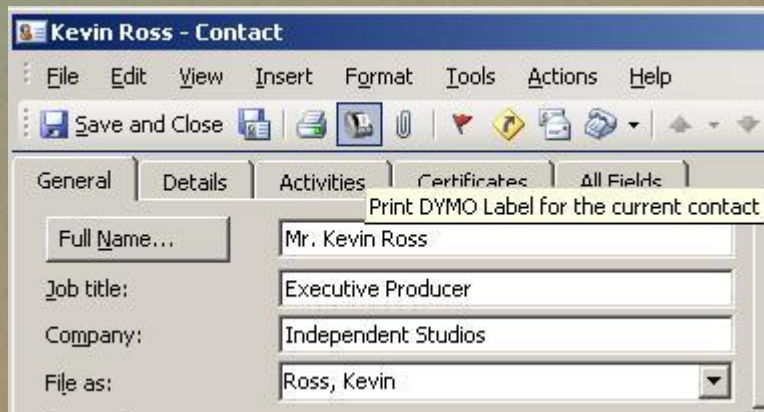 Kevin Ross - Contact
File Edit View Insert Format Tools Actions Help
Save and Close
General Details Activities Certificates All Fields
Print DYMO Label for the current contact
Full Name... Mr. Kevin Ross
Job title: Executive Producer
Company: Independent Studios
File as: Ross, Kevin